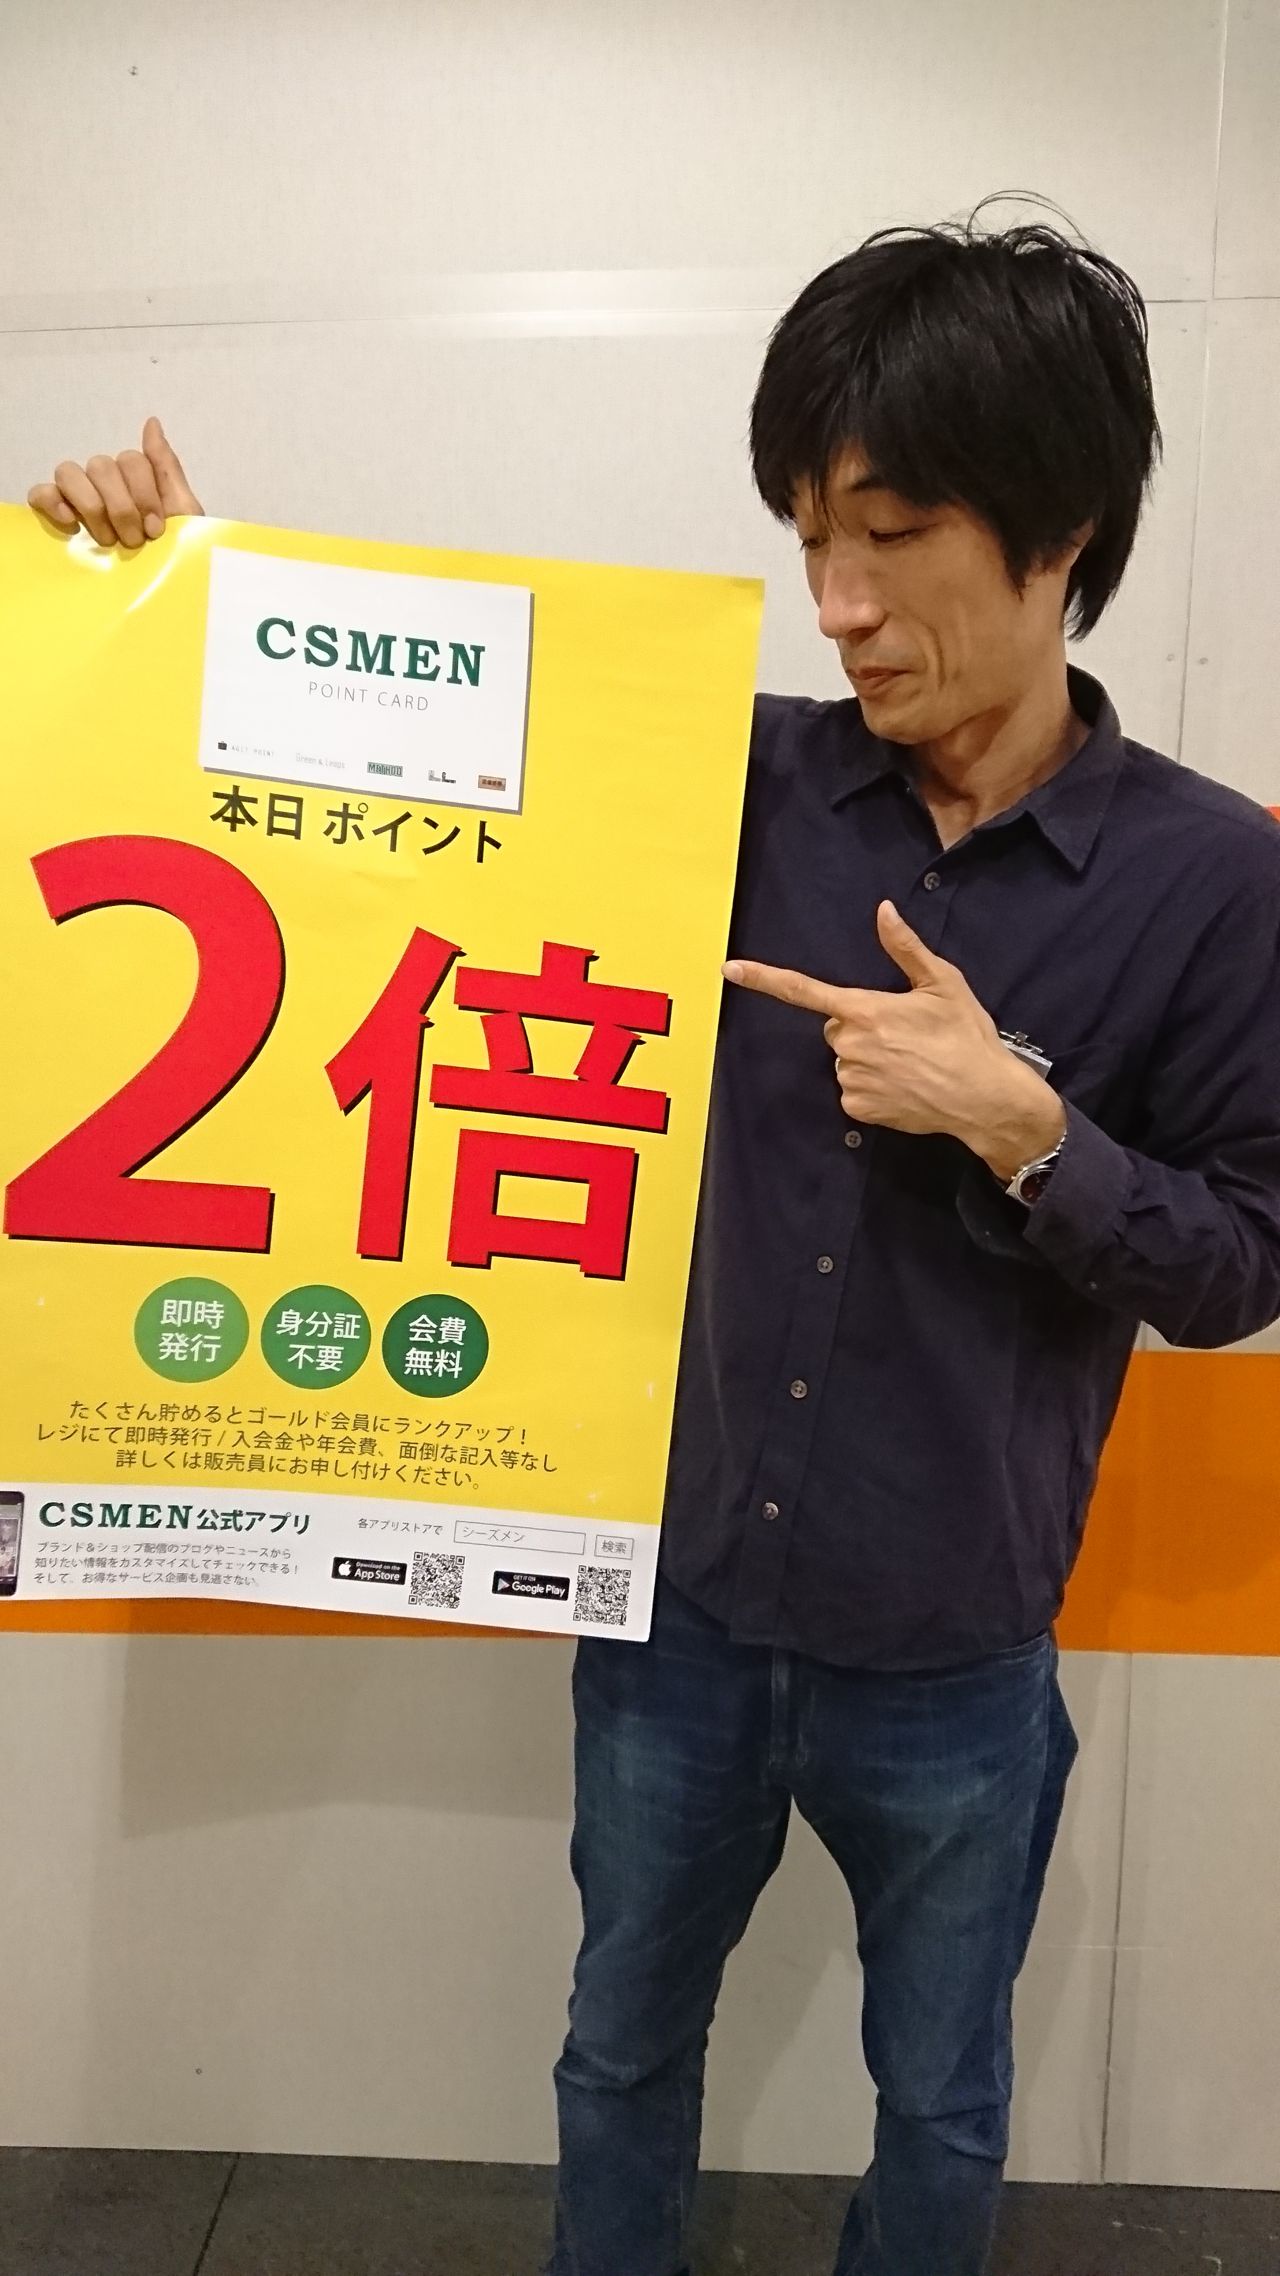 CSMEN
POINT CARD
AGIT POINT
Green & Leaps
MatHOO
本日 ポイント
2倍
即時
発行
身分証
不要
会費
無料
たくさん貯めるとゴールド会員にランクアップ！
レジにて即時発行 / 入会金や年会費、面倒な記入等なし
詳しくは販売員にお申し付けください。
CSMEN公式アプリ
ブランド＆ショップ配信のブログやニュースから
知りたい情報をカスタマイズしてチェックできる！
そして、お得なサービス企画も見逃さない。
各アプリストアで
シーズメン
検索
Download on the
App Store
GET IT ON
Google Play